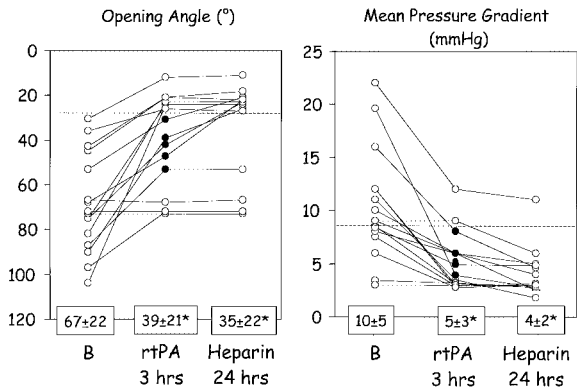 Opening Angle (°)
0
20
40
60
80
100
120
67±22
39±21*
35±22*
B
rtPA
3 hrs
Heparin
24 hrs
Mean Pressure Gradient
(mmHg)
25
20
15
10
5
0
10±5
5±3*
4±2*
B
rtPA
3 hrs
Heparin
24 hrs